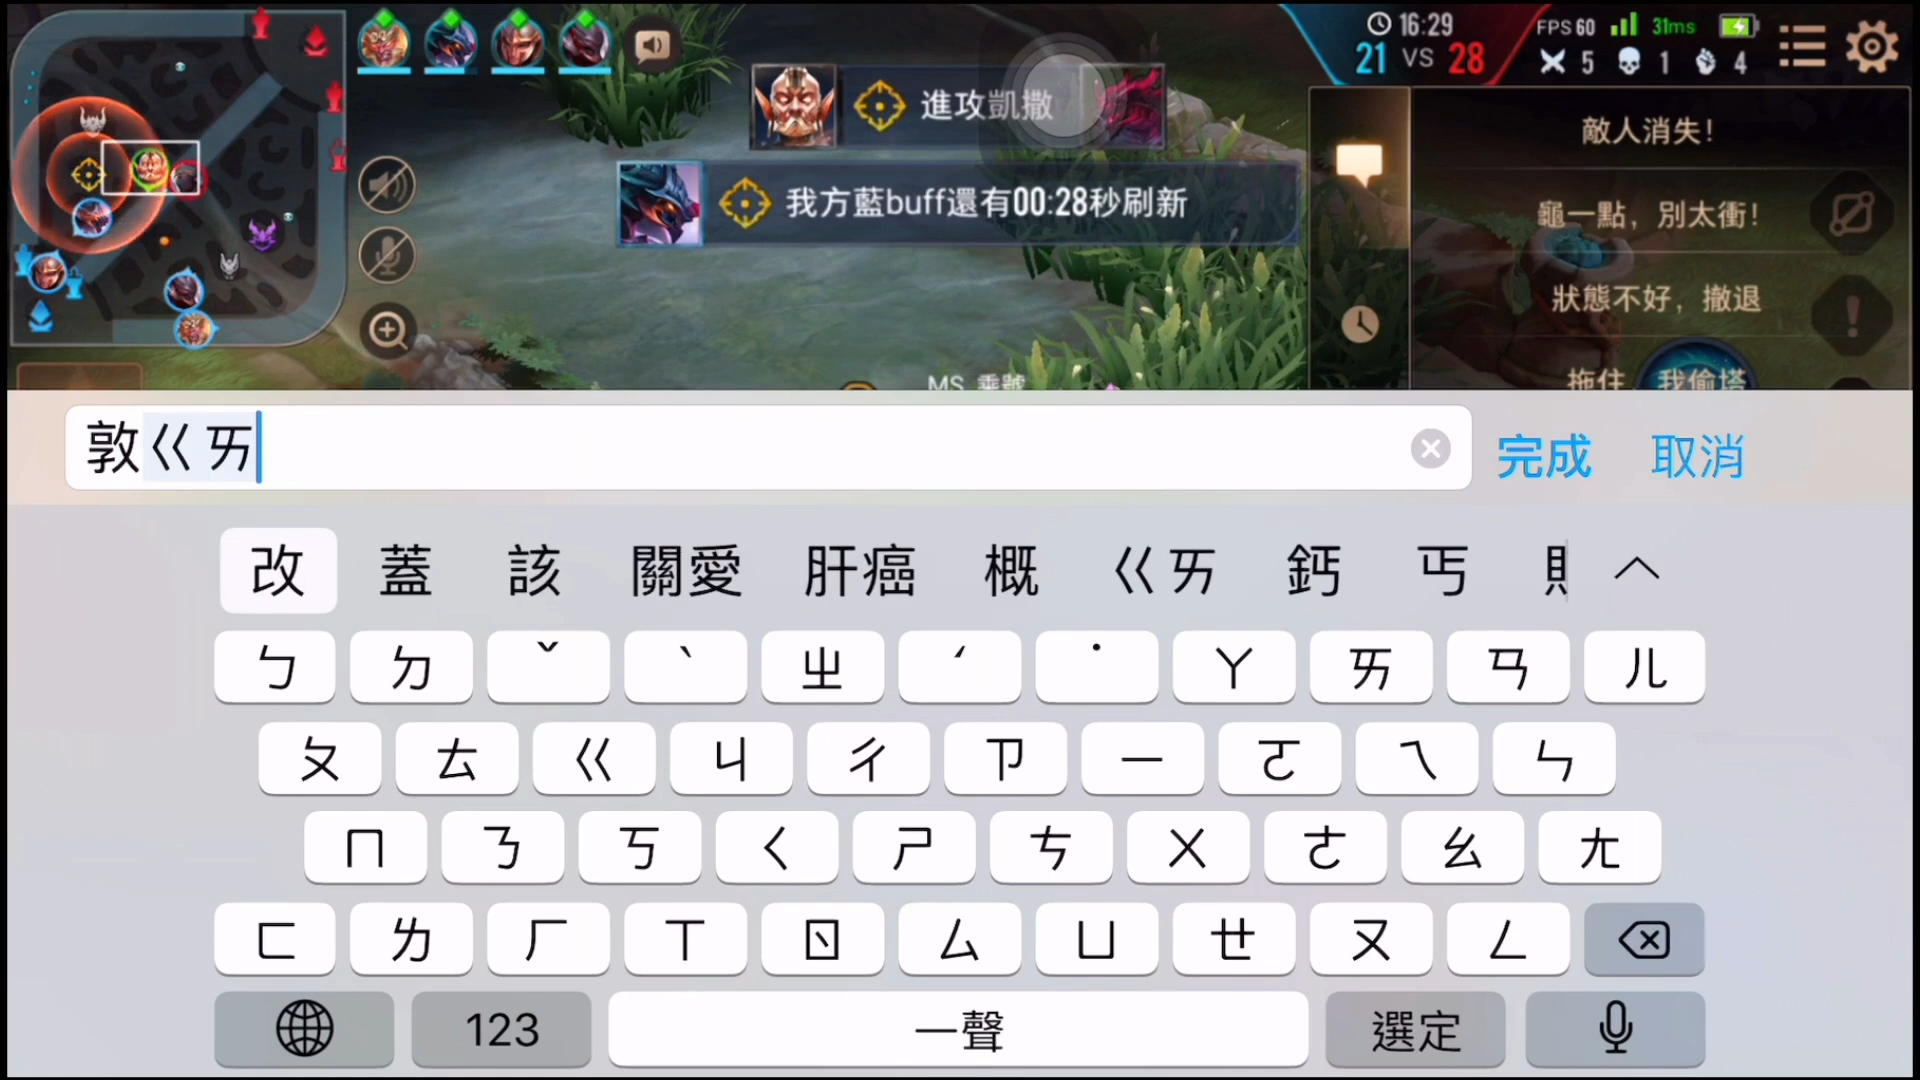 16:29
21 VS 28
FPS 60
31ms
5 1 4
進攻凱撒
我方藍buff還有00:28秒刷新
敵人消失！
龜一點，別太衝！
狀態不好，撤退
拖住 我偷塔
MS 乘號
敦ㄍㄞ
完成 取消
改 蓋 該 關愛 肝癌 概 ㄍㄞ 鈣 丐
ㄅ ㄉ ˇ ˋ ㄓ ˊ ˙ ㄚ ㄞ ㄢ ㄦ
ㄆ ㄊ ㄍ ㄐ ㄔ ㄗ ㄧ ㄛ ㄟ ㄣ
ㄇ ㄋ ㄎ ㄑ ㄕ ㄘ ㄨ ㄜ ㄠ ㄤ
ㄈ ㄌ ㄏ ㄒ ㄖ ㄙ ㄩ ㄝ ㄡ ㄥ
123 一聲 選定